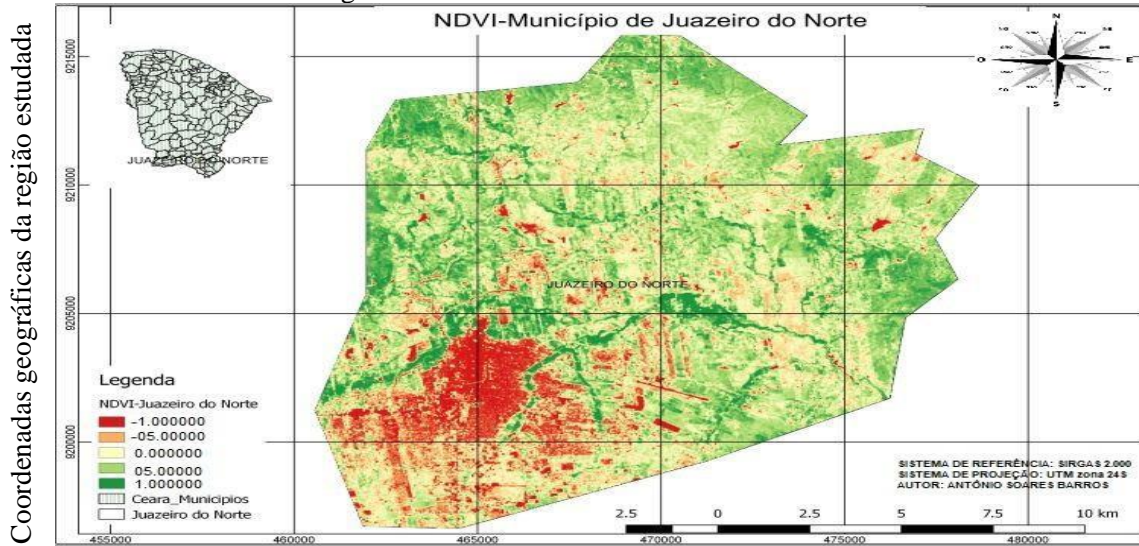 Coordenadas geográficas da região estudada
NDVI-Município de Juazeiro do Norte
N
O
E
S
9215000
9210000
9205000
9200000
JUAZEIRO DO NORTE
JUAZEIRO DO NORTE
Legenda
NDVI-Juazeiro do Norte
-1.000000
-05.00000
0.000000
05.00000
1.000000
Ceara_Municipios
Juazeiro do Norte
SISTEMA DE REFERÊNCIA: SIRGAS 2.000
SISTEMA DE PROJEÇÃO: UTM zona 24S
AUTOR: ANTÔNIO SOARES BARROS
2.5 0 2.5 5 7.5 10 km
455000 460000 465000 470000 475000 480000